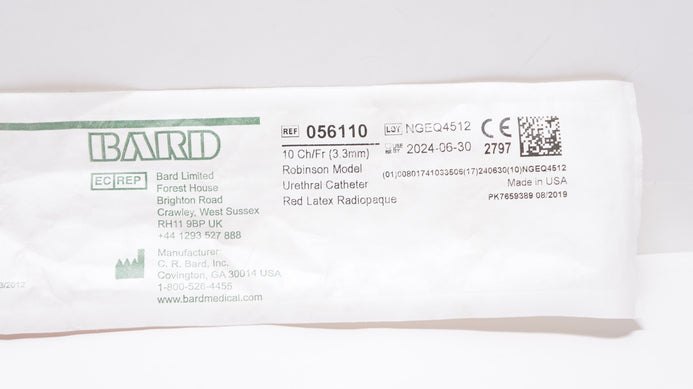 BARD
EC REP
Bard Limited
Forest House
Brighton Road
Crawley, West Sussex
RH11 9BP UK
+44 1293 527 888
Manufacturer:
C. R. Bard, Inc.
Covington, GA 30014 USA
1-800-526-4455
www.bardmedical.com
/2012
REF 056110
10 Ch/Fr (3.3mm)
Robinson Model
Urethral Catheter
Red Latex Radiopaque
LOT NGEQ4512
USE BY 2024-06-30
CE
2797
(01)00801741033506(17)240630(10)NGEQ4512
Made in USA
PK7659389 08/2019